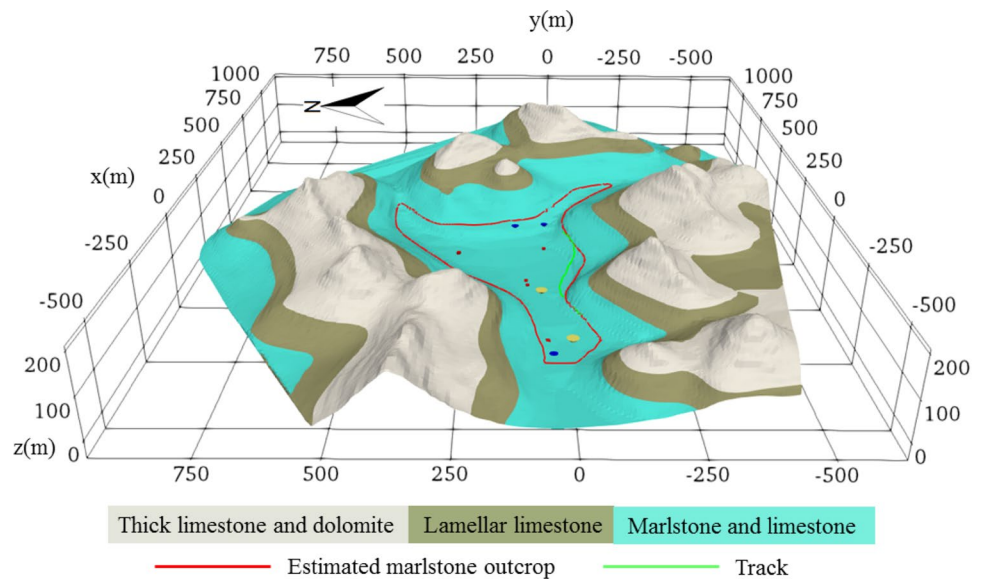 y(m)
750 500 250 0 -250 -500
1000 1000
750 750
500 500
250 250
x(m)
0 0
-250 -250
-500 -500
N
200 200
100 100
z(m) 0 0
750 500 250 0 -250 -500
Thick limestone and dolomite Lamellar limestone Marlstone and limestone
Estimated marlstone outcrop Track